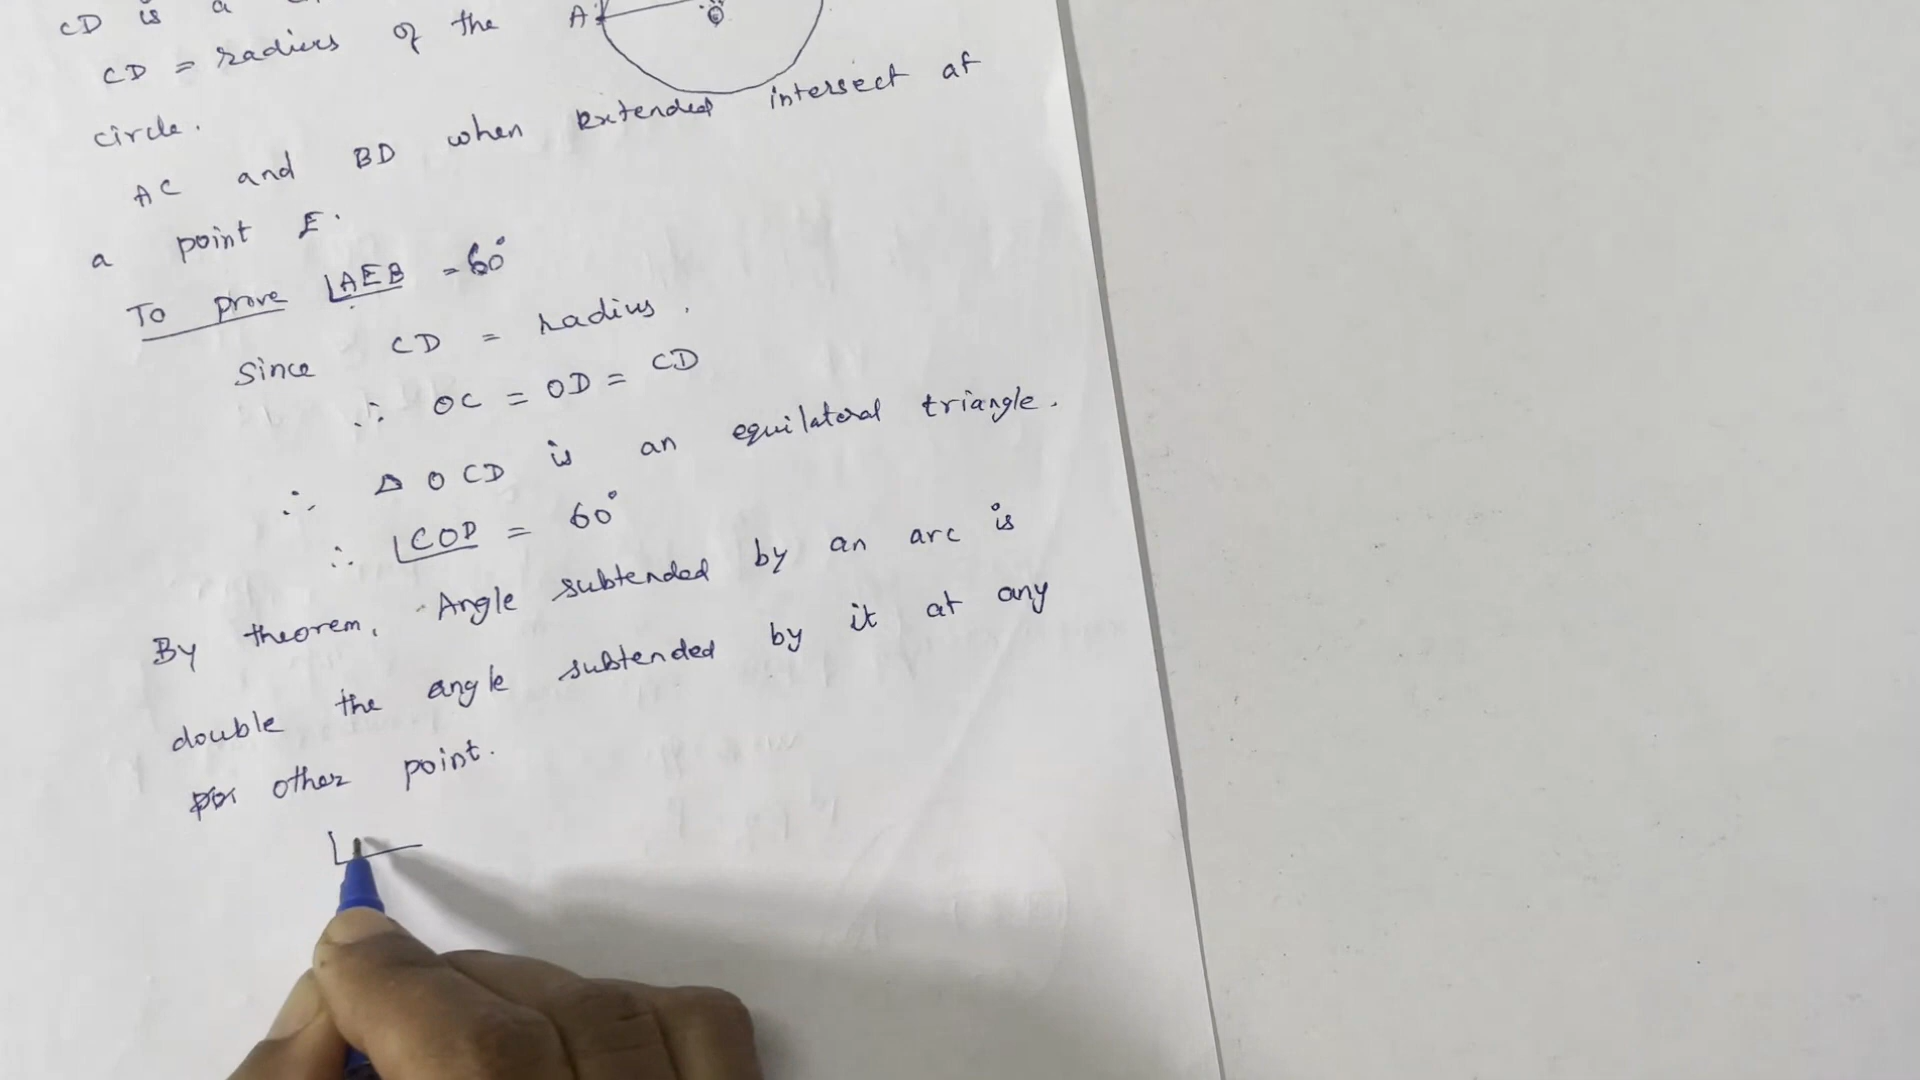 CD is a
CD = radius of the
A
O
circle.
AC and BD when Extended intersect at
a point E.
To prove ∠AEB = 60°
Since CD = radius.
∴ OC = OD = CD
∴ Δ OCD is an equilateral triangle.
∴ ∠COD = 60°
By theorem, Angle subtended by an arc is
double the angle subtended by it at any
other point.